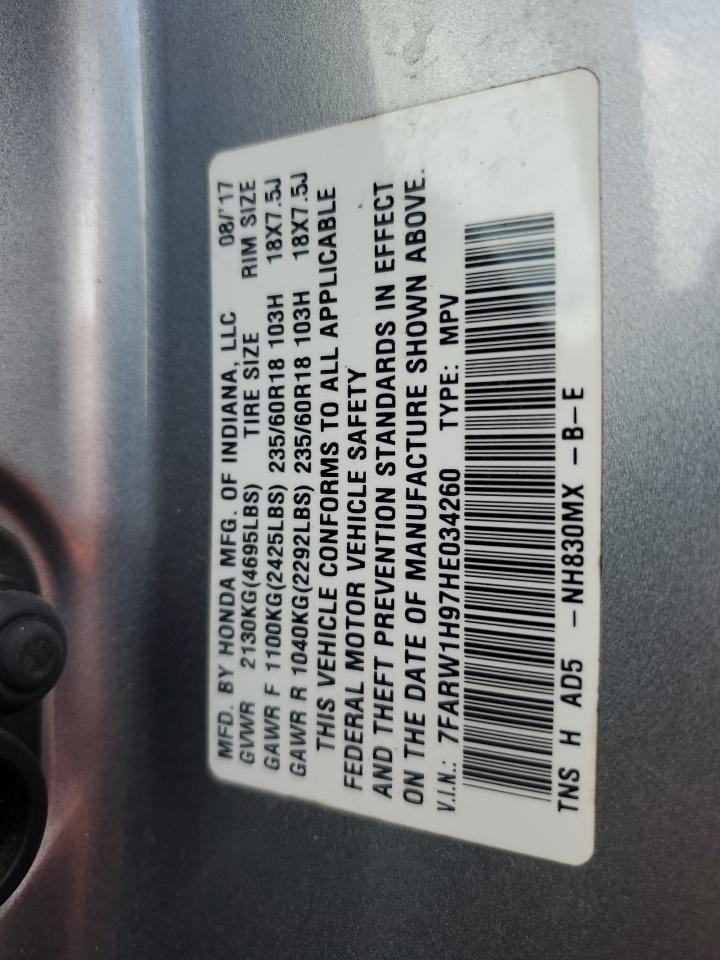 MFD. BY HONDA MFG. OF INDIANA, LLC 08/'17
GVWR 2130KG(4695LBS) TIRE SIZE RIM SIZE
GAWR F 1100KG(2425LBS) 235/60R18 103H 18X7.5J
GAWR R 1040KG(2292LBS) 235/60R18 103H 18X7.5J
THIS VEHICLE CONFORMS TO ALL APPLICABLE
FEDERAL MOTOR VEHICLE SAFETY
AND THEFT PREVENTION STANDARDS IN EFFECT
ON THE DATE OF MANUFACTURE SHOWN ABOVE.
V.I.N.: 7FARW1H97HE034260 TYPE: MPV
TNS H AD5 -NH830MX -B-E